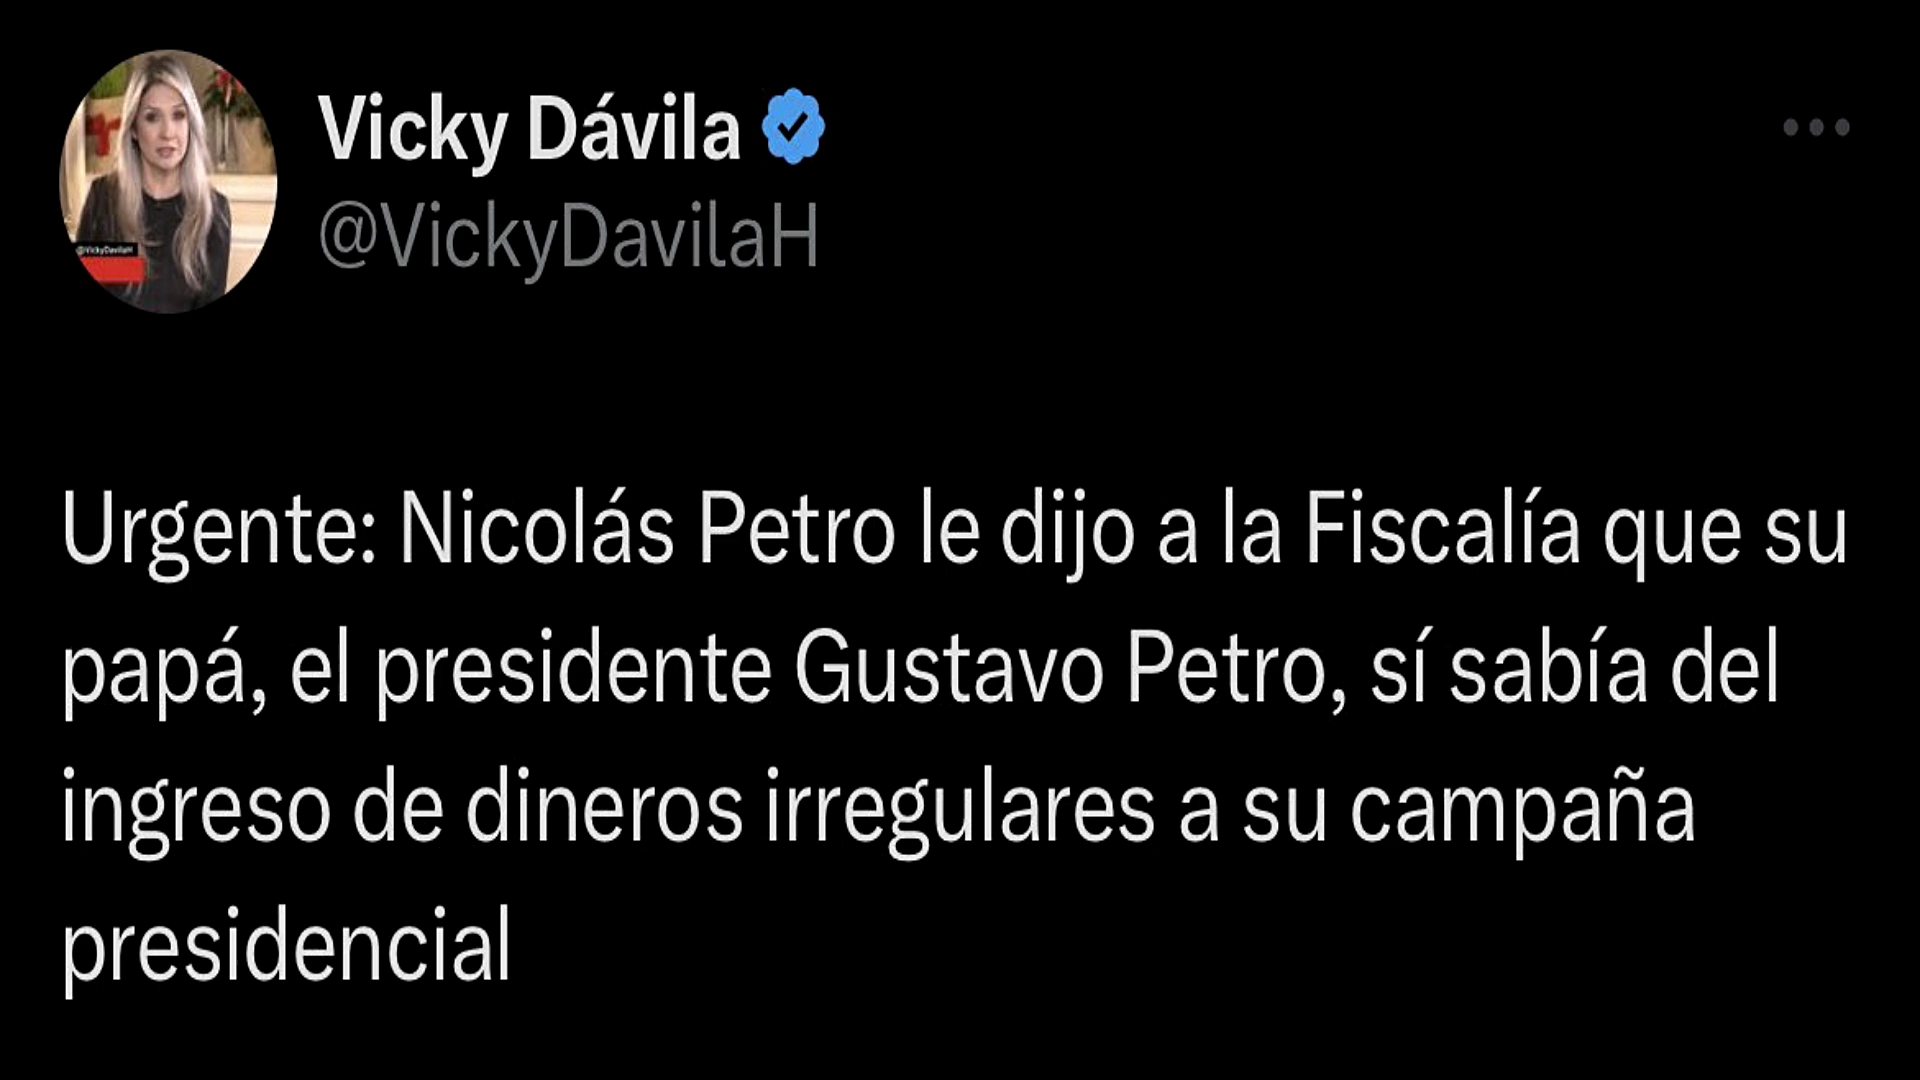 Vicky Dávila
@VickyDavilaH
@VickyDavilaH
Urgente: Nicolás Petro le dijo a la Fiscalía que su
papá, el presidente Gustavo Petro, sí sabía del
ingreso de dineros irregulares a su campaña
presidencial